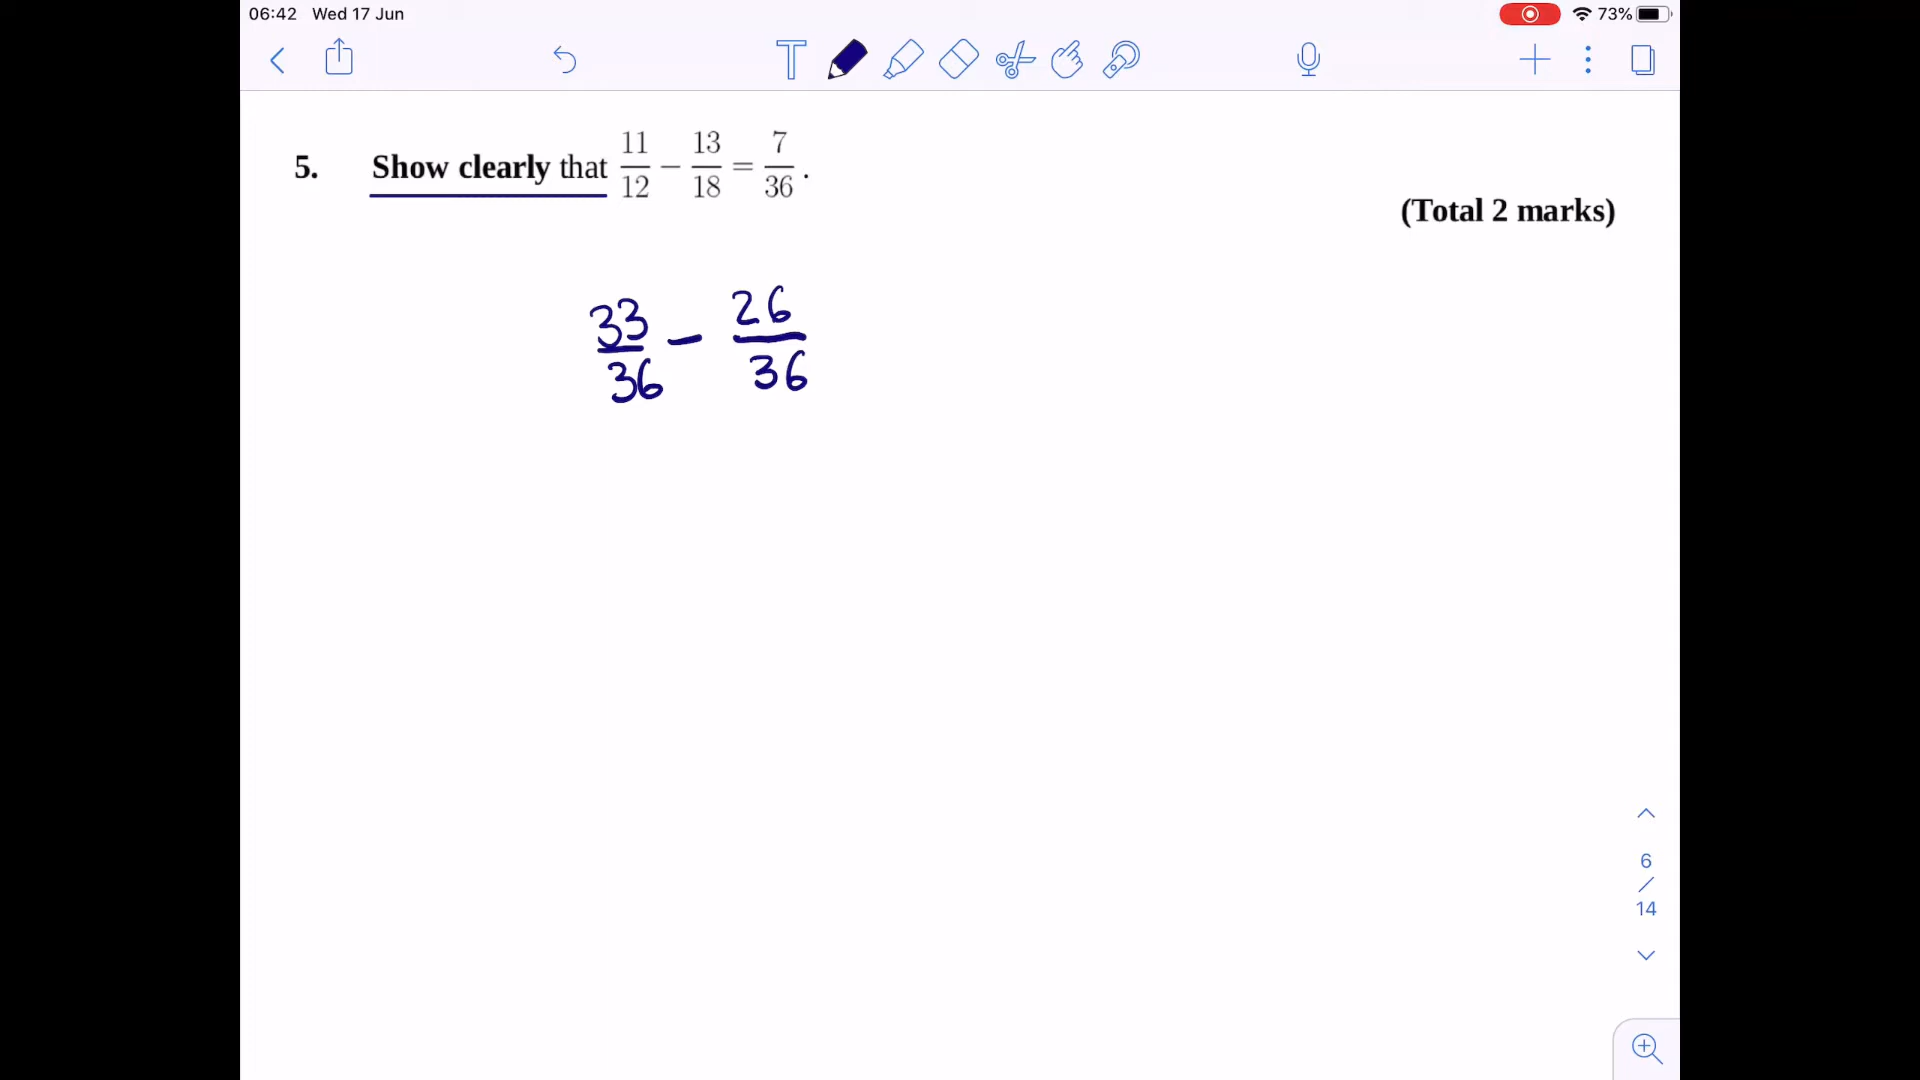 06:42 Wed 17 Jun 73%
T
5. Show clearly that 11/12 − 13/18 = 7/36 .
(Total 2 marks)
33/36 − 26/36
6
/
14